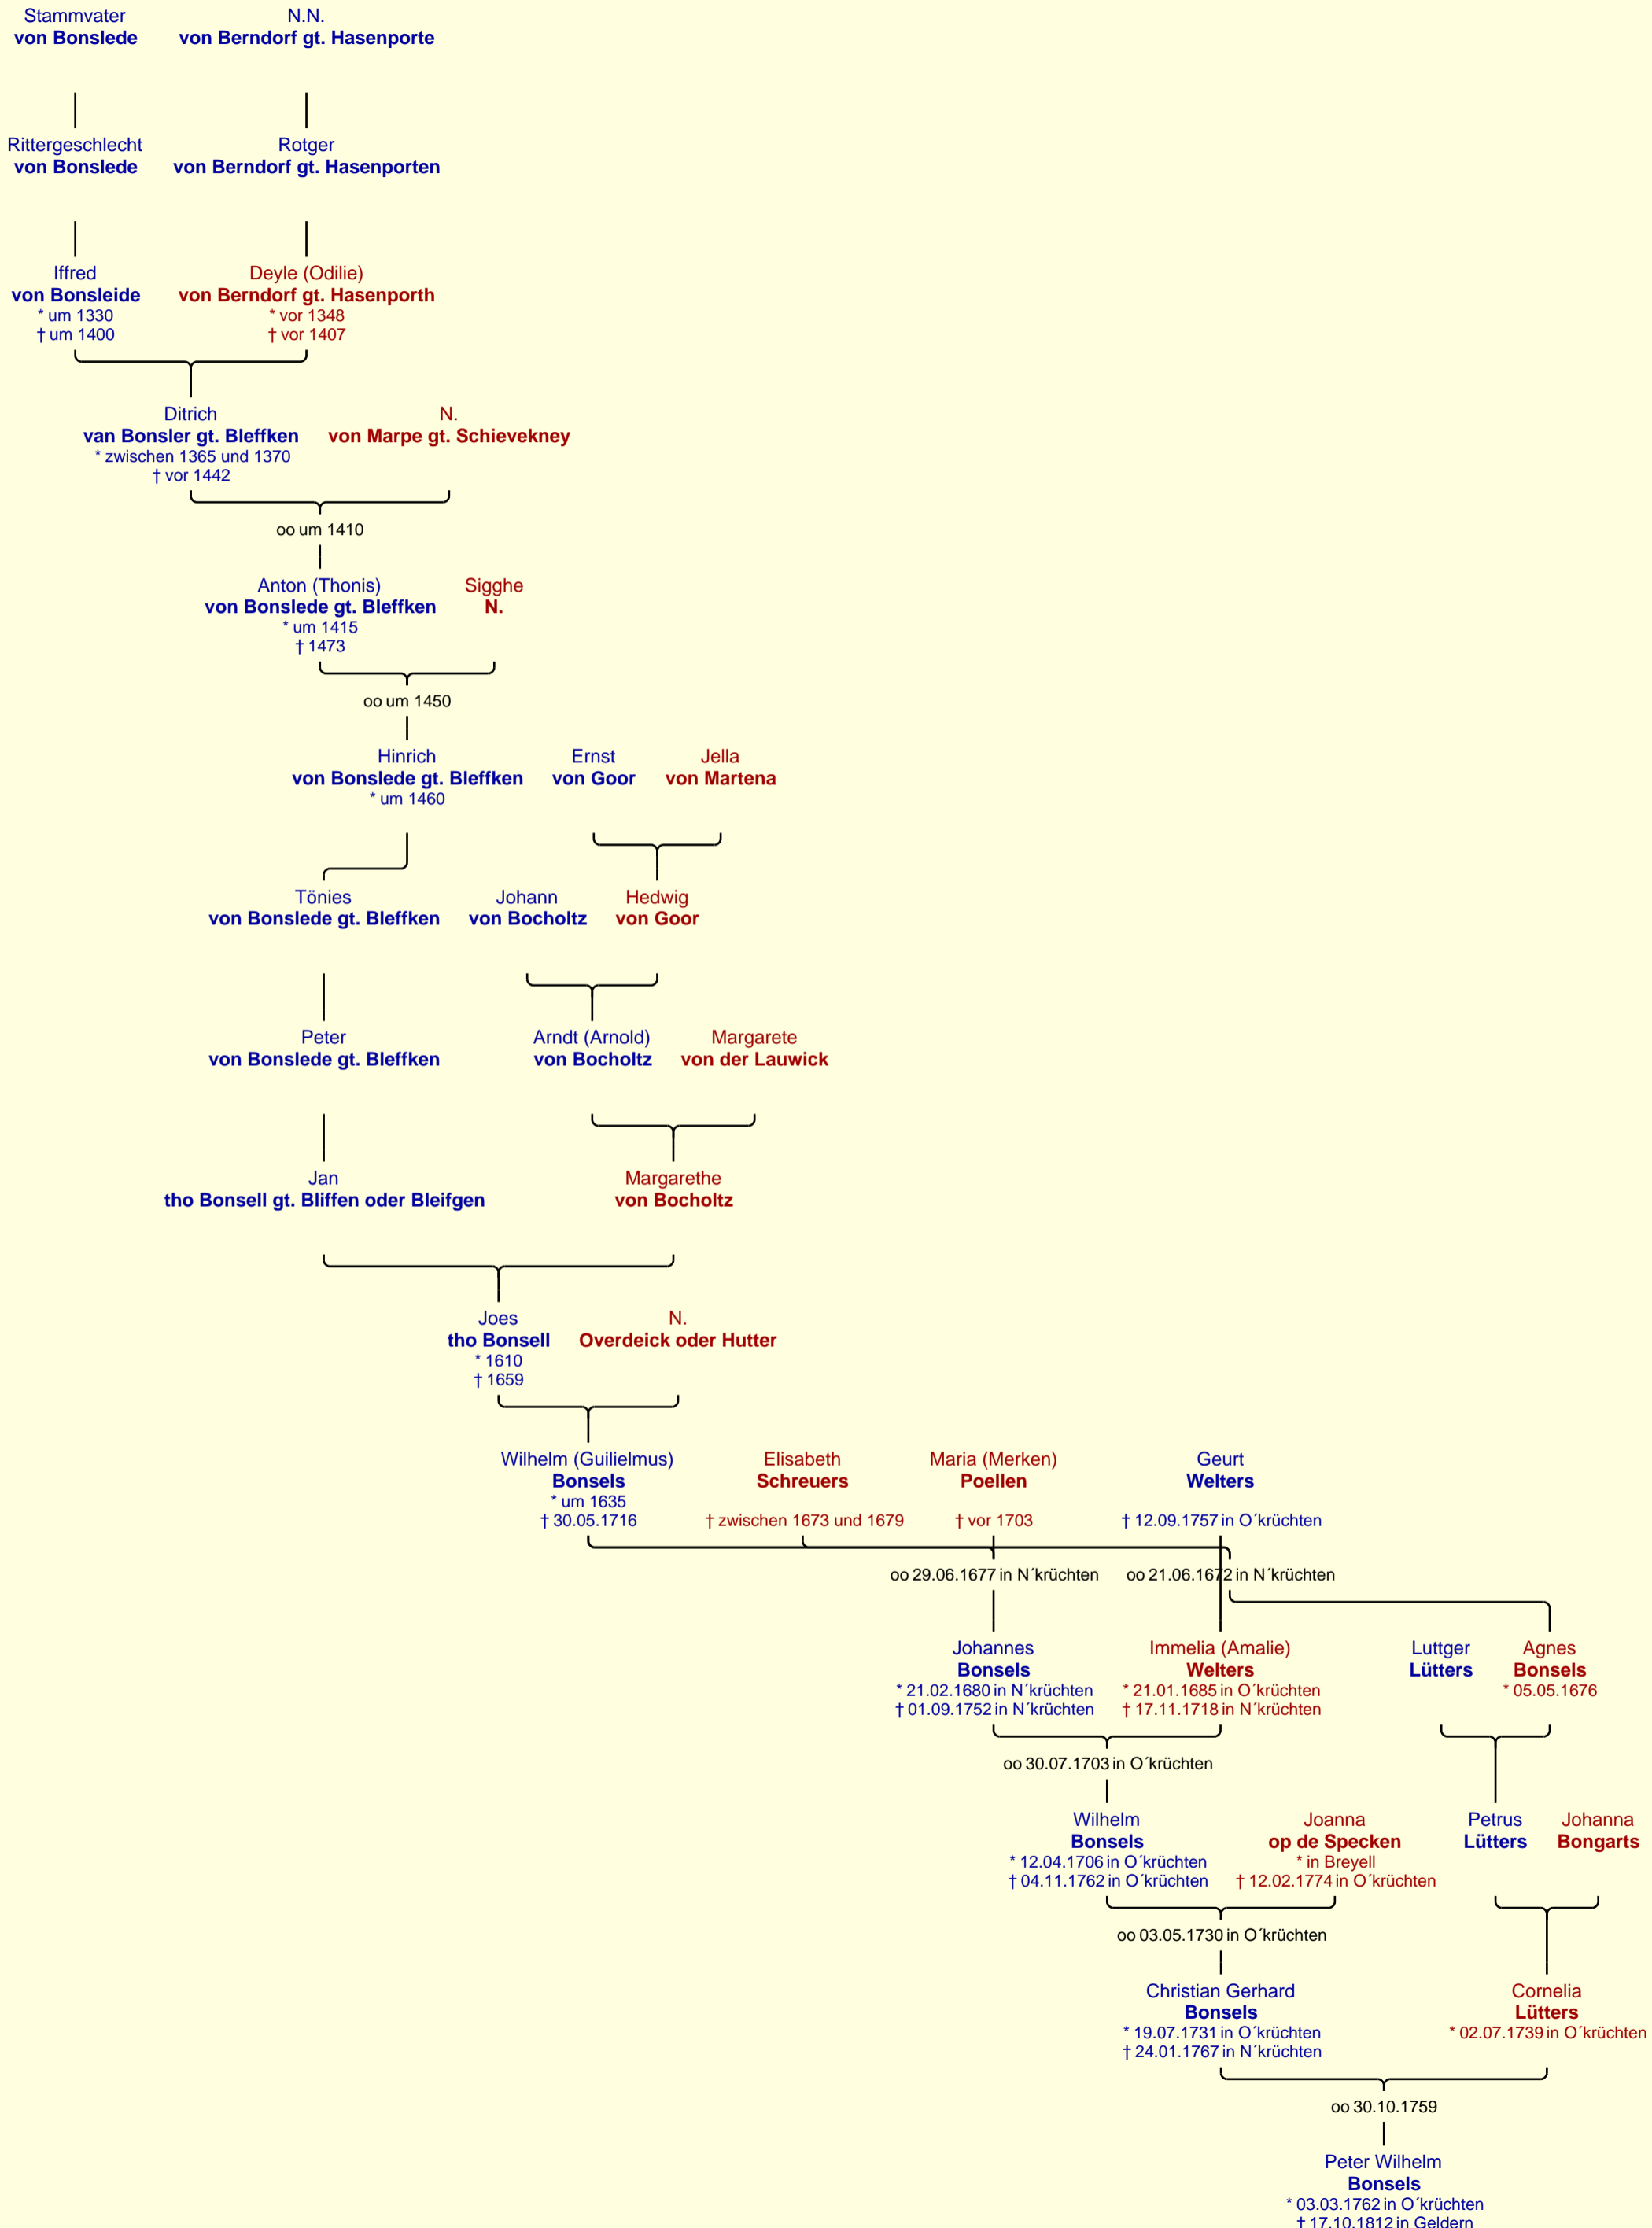 Stammvater
von Bonslede
N.N.
von Berndorf gt. Hasenporte
Rittergeschlecht
von Bonslede
Rotger
von Berndorf gt. Hasenporten
Iffred
von Bonsleide
* um 1330
† um 1400
Deyle (Odilie)
von Berndorf gt. Hasenporth
* vor 1348
† vor 1407
Ditrich
van Bonsler gt. Bleffken
* zwischen 1365 und 1370
† vor 1442
N.
von Marpe gt. Schievekney
oo um 1410
Anton (Thonis)
von Bonslede gt. Bleffken
* um 1415
† 1473
Sigghe
N.
oo um 1450
Hinrich
von Bonslede gt. Bleffken
* um 1460
Ernst
von Goor
Jella
von Martena
Tönies
von Bonslede gt. Bleffken
Johann
von Bocholtz
Hedwig
von Goor
Peter
von Bonslede gt. Bleffken
Arndt (Arnold)
von Bocholtz
Margarete
von der Lauwick
Jan
tho Bonsell gt. Bliffen oder Bleifgen
Margarethe
von Bocholtz
Joes
tho Bonsell
* 1610
† 1659
N.
Overdeick oder Hutter
Wilhelm (Guilielmus)
Bonsels
* um 1635
† 30.05.1716
Elisabeth
Schreuers
† zwischen 1673 und 1679
Maria (Merken)
Poellen
† vor 1703
Geurt
Welters
† 12.09.1757 in O´krüchten
oo 29.06.1677 in N´krüchten
oo 21.06.1672 in N´krüchten
Johannes
Bonsels
* 21.02.1680 in N´krüchten
† 01.09.1752 in N´krüchten
Immelia (Amalie)
Welters
* 21.01.1685 in O´krüchten
† 17.11.1718 in N´krüchten
Luttger
Lütters
Agnes
Bonsels
* 05.05.1676
oo 30.07.1703 in O´krüchten
Wilhelm
Bonsels
* 12.04.1706 in O´krüchten
† 04.11.1762 in O´krüchten
Joanna
op de Specken
* in Breyell
† 12.02.1774 in O´krüchten
Petrus
Lütters
Johanna
Bongarts
oo 03.05.1730 in O´krüchten
Christian Gerhard
Bonsels
* 19.07.1731 in O´krüchten
† 24.01.1767 in N´krüchten
Cornelia
Lütters
* 02.07.1739 in O´krüchten
oo 30.10.1759
Peter Wilhelm
Bonsels
* 03.03.1762 in O´krüchten
† 17.10.1812 in Geldern